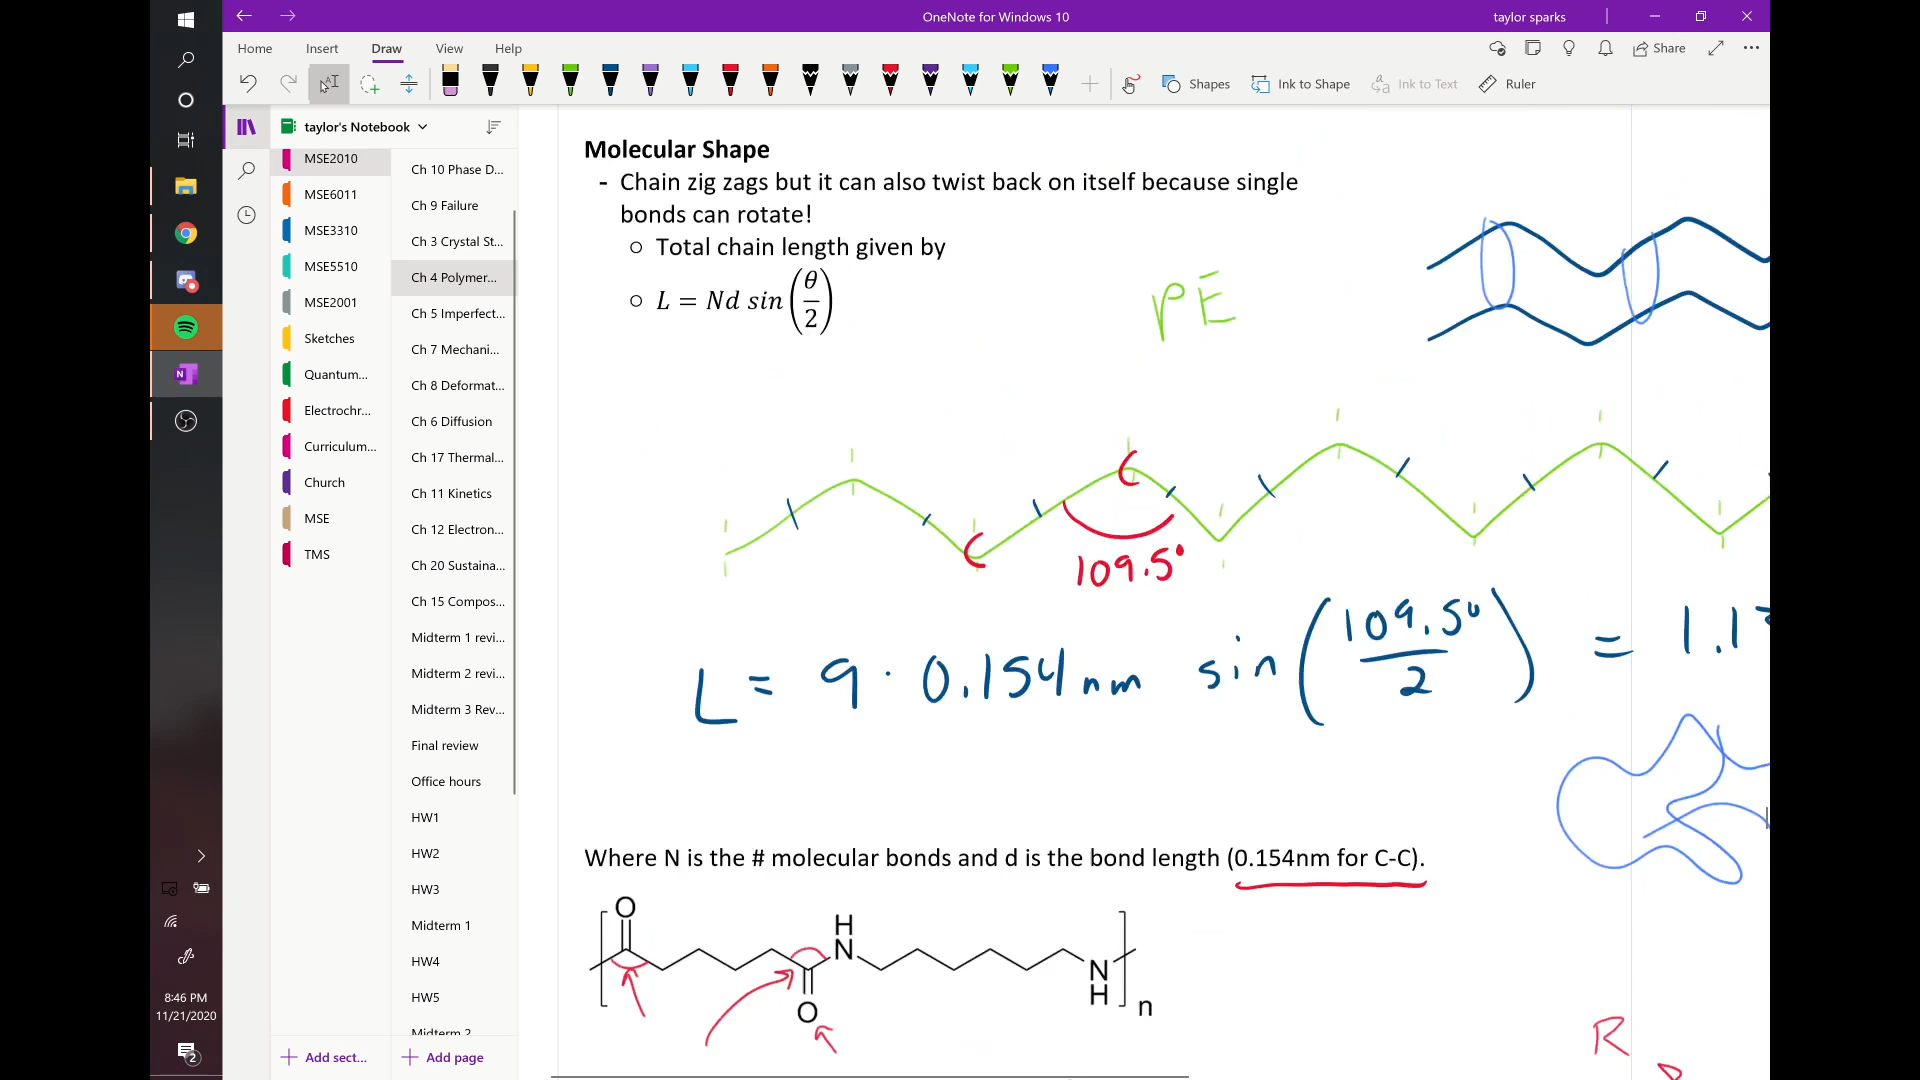 OneNote for Windows 10
taylor sparks
Home Insert Draw View Help
Share
Shapes Ink to Shape Ink to Text Ruler
taylor's Notebook
MSE2010
MSE6011
MSE3310
MSE5510
MSE2001
Sketches
Quantum...
Electrochr...
Curriculum...
Church
MSE
TMS
Add sect...
Ch 10 Phase D...
Ch 9 Failure
Ch 3 Crystal St...
Ch 4 Polymer...
Ch 5 Imperfect...
Ch 7 Mechani...
Ch 8 Deformat...
Ch 6 Diffusion
Ch 17 Thermal...
Ch 11 Kinetics
Ch 12 Electron...
Ch 20 Sustaina...
Ch 15 Compos...
Midterm 1 revi...
Midterm 2 revi...
Midterm 3 Rev...
Final review
Office hours
HW1
HW2
HW3
Midterm 1
HW4
HW5
Midterm 2
Add page
Molecular Shape
- Chain zig zags but it can also twist back on itself because single
bonds can rotate!
○ Total chain length given by
○ L = Nd sin(θ/2)
PE
109.5°
L = 9 · 0.154nm sin(109.5°/2) = 1.1
Where N is the # molecular bonds and d is the bond length (0.154nm for C-C).
O
H
N
N
H
O
n
R
8:46 PM
11/21/2020
2